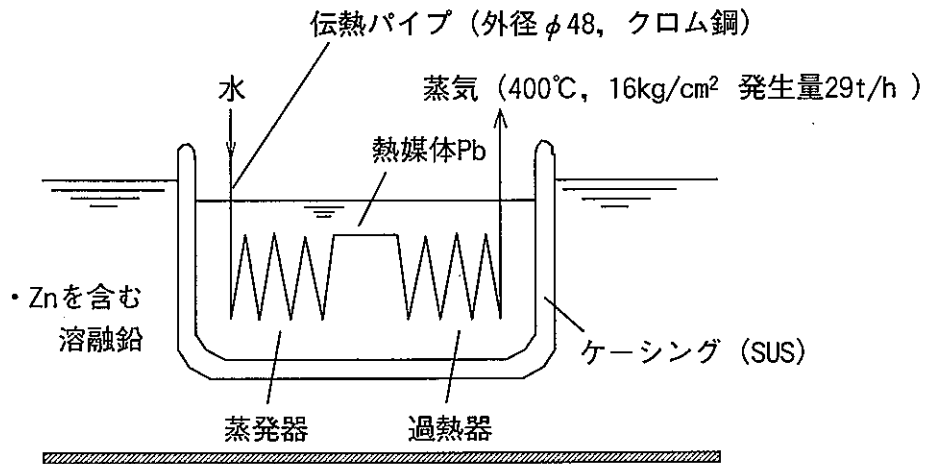 伝熱パイプ（外径φ48，クロム鋼）
水
蒸気（400℃，16kg/cm² 発生量29t/h）
熱媒体Pb
・Znを含む
溶融鉛
ケーシング（SUS）
蒸発器
過熱器